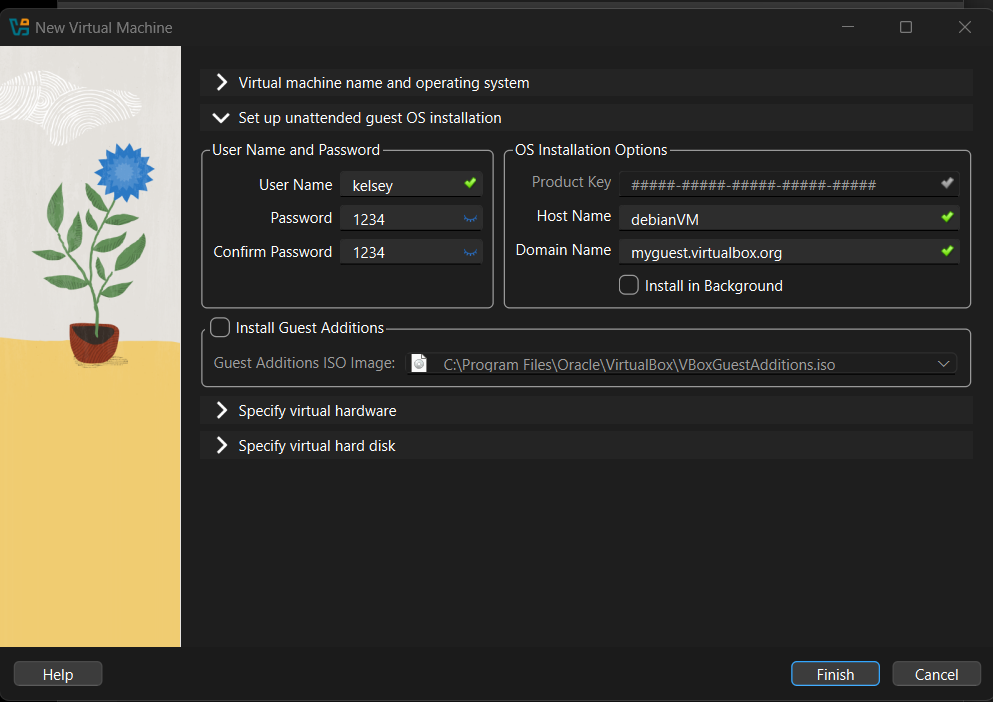 New Virtual Machine
Virtual machine name and operating system
Set up unattended guest OS installation
User Name and Password
User Name kelsey
Password 1234
Confirm Password 1234
OS Installation Options
Product Key #####-#####-#####-#####-#####
Host Name debianVM
Domain Name myguest.virtualbox.org
Install in Background
Install Guest Additions
Guest Additions ISO Image: C:\Program Files\Oracle\VirtualBox\VBoxGuestAdditions.iso
Specify virtual hardware
Specify virtual hard disk
Help Finish Cancel